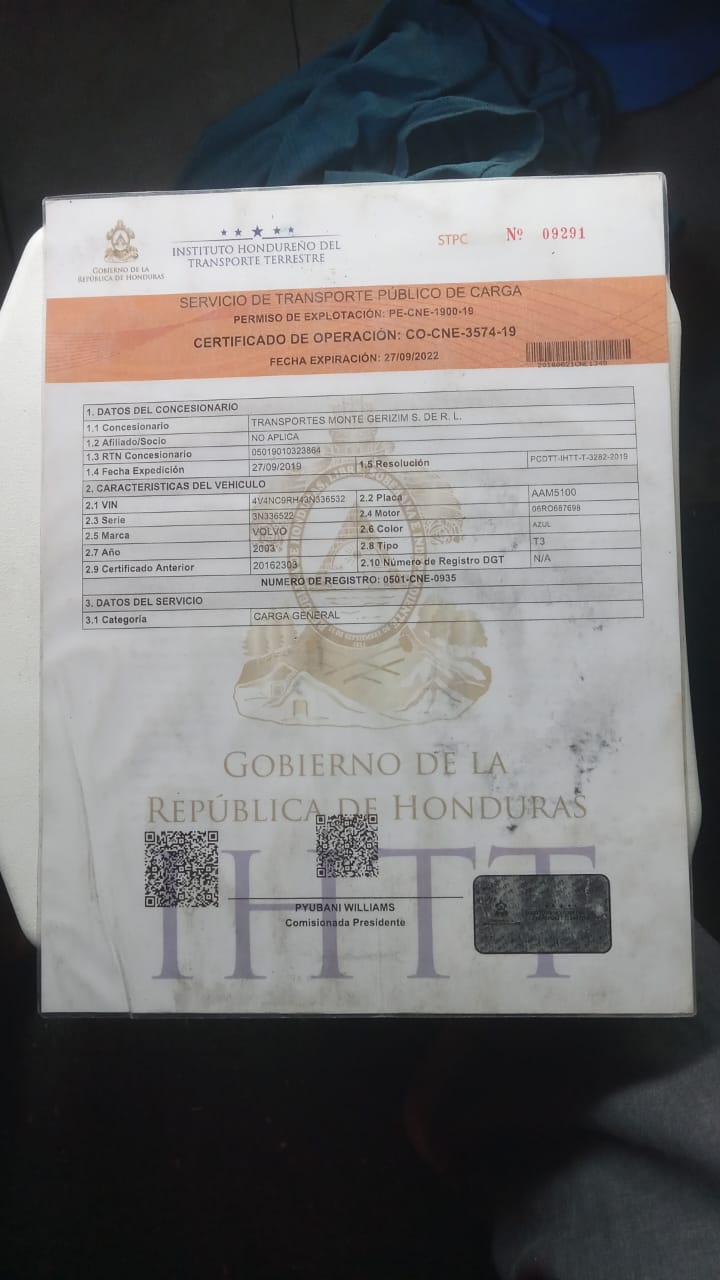 GOBIERNO DE LA
REPÚBLICA DE HONDURAS
INSTITUTO HONDUREÑO DEL
TRANSPORTE TERRESTRE
STPC Nº 09291
SERVICIO DE TRANSPORTE PÚBLICO DE CARGA
PERMISO DE EXPLOTACIÓN: PE-CNE-1900-19
CERTIFICADO DE OPERACIÓN: CO-CNE-3574-19
FECHA EXPIRACIÓN: 27/09/2022
1. DATOS DEL CONCESIONARIO
1.1 Concesionario TRANSPORTES MONTE GERIZIM S. DE R. L.
1.2 Afiliado/Socio NO APLICA
1.3 RTN Concesionario 05019010323864
1.4 Fecha Expedición 27/09/2019 1.5 Resolución PCDTT-IHTT-T-3282-2019
2. CARACTERISTICAS DEL VEHICULO
2.1 VIN 4V4NC9RH43N336532 2.2 Placa AAM5100
2.3 Serie 3N336522 2.4 Motor 06RO687698
2.5 Marca VOLVO 2.6 Color AZUL
2.7 Año 2003 2.8 Tipo T3
2.9 Certificado Anterior 20162303 2.10 Número de Registro DGT N/A
NUMERO DE REGISTRO: 0501-CNE-0935
3. DATOS DEL SERVICIO
3.1 Categoría CARGA GENERAL
GOBIERNO DE LA
REPÚBLICA DE HONDURAS
IHTT
PYUBANI WILLIAMS
Comisionada Presidente